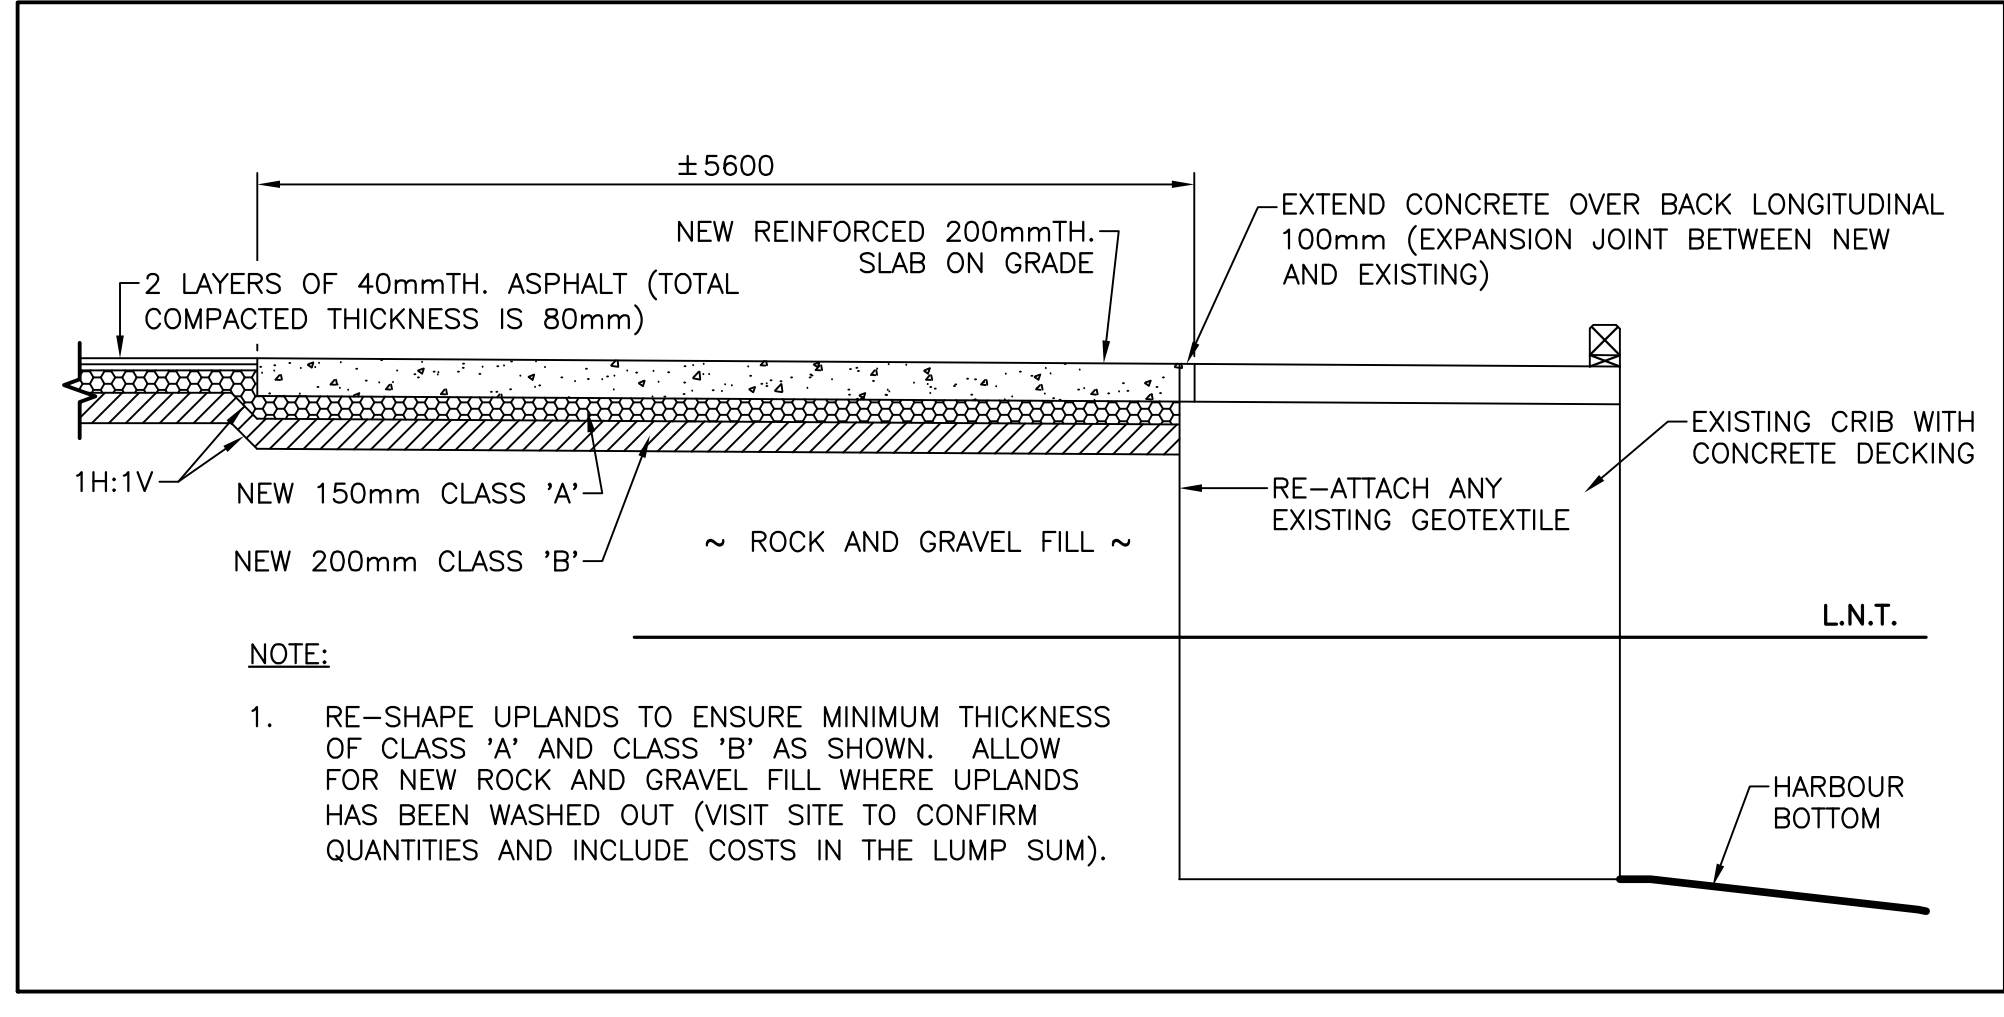 ±5600
NEW REINFORCED 200mmTH.
SLAB ON GRADE
EXTEND CONCRETE OVER BACK LONGITUDINAL
100mm (EXPANSION JOINT BETWEEN NEW
AND EXISTING)
2 LAYERS OF 40mmTH. ASPHALT (TOTAL
COMPACTED THICKNESS IS 80mm)
EXISTING CRIB WITH
CONCRETE DECKING
1H:1V
NEW 150mm CLASS 'A'
RE-ATTACH ANY
EXISTING GEOTEXTILE
NEW 200mm CLASS 'B'
~ ROCK AND GRAVEL FILL ~
L.N.T.
NOTE:
1. RE-SHAPE UPLANDS TO ENSURE MINIMUM THICKNESS
OF CLASS 'A' AND CLASS 'B' AS SHOWN. ALLOW
FOR NEW ROCK AND GRAVEL FILL WHERE UPLANDS
HAS BEEN WASHED OUT (VISIT SITE TO CONFIRM
QUANTITIES AND INCLUDE COSTS IN THE LUMP SUM).
HARBOUR
BOTTOM